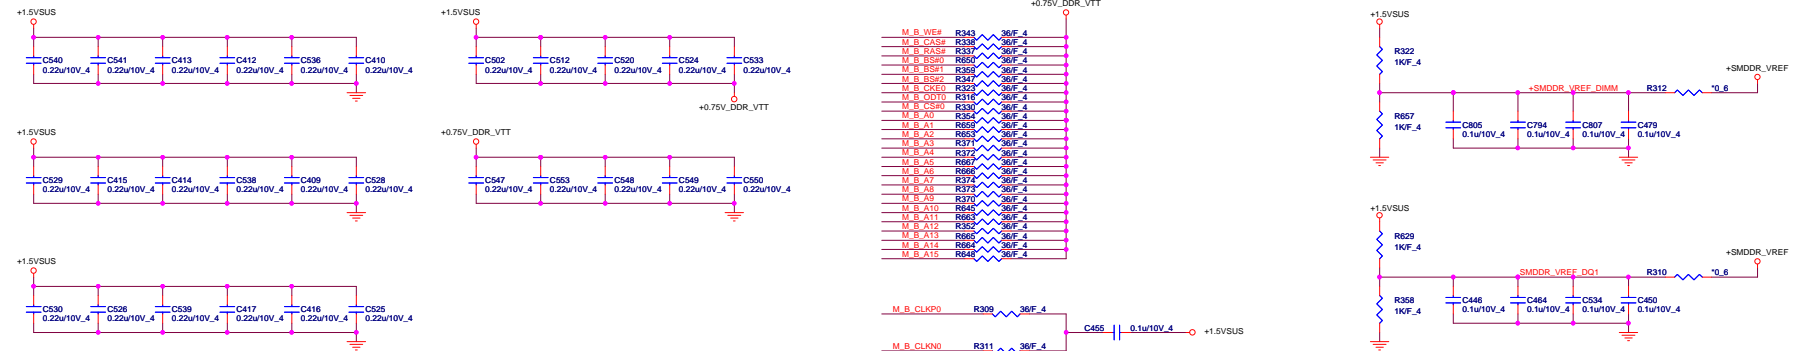 +1.5VSUS
C540 C541 C413 C412 C536 C410
0.22u/10V_4 0.22u/10V_4 0.22u/10V_4 0.22u/10V_4 0.22u/10V_4 0.22u/10V_4
+1.5VSUS
C529 C415 C414 C538 C409 C528
0.22u/10V_4 0.22u/10V_4 0.22u/10V_4 0.22u/10V_4 0.22u/10V_4 0.22u/10V_4
+1.5VSUS
C530 C526 C539 C417 C416 C525
0.22u/10V_4 0.22u/10V_4 0.22u/10V_4 0.22u/10V_4 0.22u/10V_4 0.22u/10V_4
+1.5VSUS
C502 C512 C520 C524 C533
0.22u/10V_4 0.22u/10V_4 0.22u/10V_4 0.22u/10V_4 0.22u/10V_4
+0.75V_DDR_VTT
+0.75V_DDR_VTT
C547 C553 C548 C549 C550
0.22u/10V_4 0.22u/10V_4 0.22u/10V_4 0.22u/10V_4 0.22u/10V_4
+0.75V_DDR_VTT
M_B_WE# R343 36/F_4
M_B_CAS# R338 36/F_4
M_B_RAS# R337 36/F_4
M_B_BS#0 R650 36/F_4
M_B_BS#1 R359 36/F_4
M_B_BS#2 R347 36/F_4
M_B_CKE0 R323 36/F_4
M_B_ODT0 R316 36/F_4
M_B_CS#0 R330 36/F_4
M_B_A0 R354 36/F_4
M_B_A1 R659 36/F_4
M_B_A2 R653 36/F_4
M_B_A3 R371 36/F_4
M_B_A4 R372 36/F_4
M_B_A5 R667 36/F_4
M_B_A6 R666 36/F_4
M_B_A7 R374 36/F_4
M_B_A8 R373 36/F_4
M_B_A9 R370 36/F_4
M_B_A10 R645 36/F_4
M_B_A11 R663 36/F_4
M_B_A12 R352 36/F_4
M_B_A13 R665 36/F_4
M_B_A14 R664 36/F_4
M_B_A15 R648 36/F_4
M_B_CLKP0 R309 36/F_4
C455 0.1u/10V_4 +1.5VSUS
M_B_CLKN0 R311 36/F_4
+1.5VSUS
R322
1K/F_4
+SMDDR_VREF
+SMDDR_VREF_DIMM R312 *0_6
R657
1K/F_4
C805 C794 C807 C479
0.1u/10V_4 0.1u/10V_4 0.1u/10V_4 0.1u/10V_4
+1.5VSUS
R629
1K/F_4
+SMDDR_VREF
SMDDR_VREF_DQ1 R310 *0_6
R358
1K/F_4
C446 C464 C534 C450
0.1u/10V_4 0.1u/10V_4 0.1u/10V_4 0.1u/10V_4